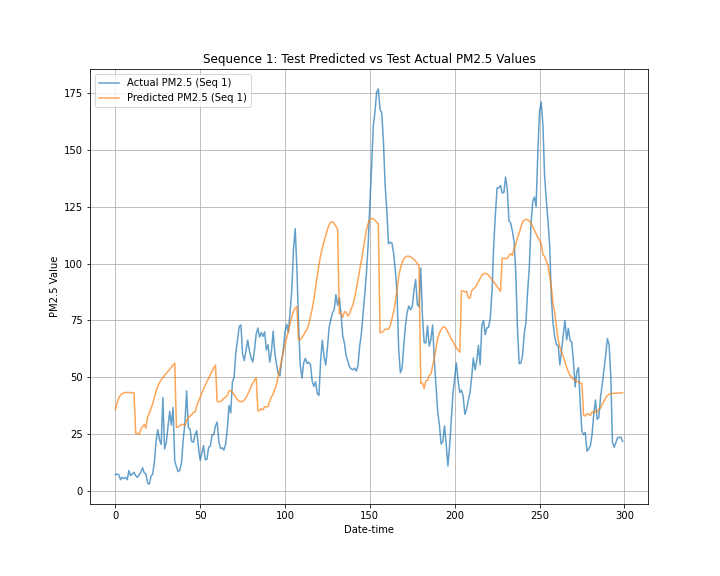 Sequence 1: Test Predicted vs Test Actual PM2.5 Values
Actual PM2.5 (Seq 1)
Predicted PM2.5 (Seq 1)
175
150
125
100
75
50
25
0
PM2.5 Value
0 50 100 150 200 250 300
Date-time